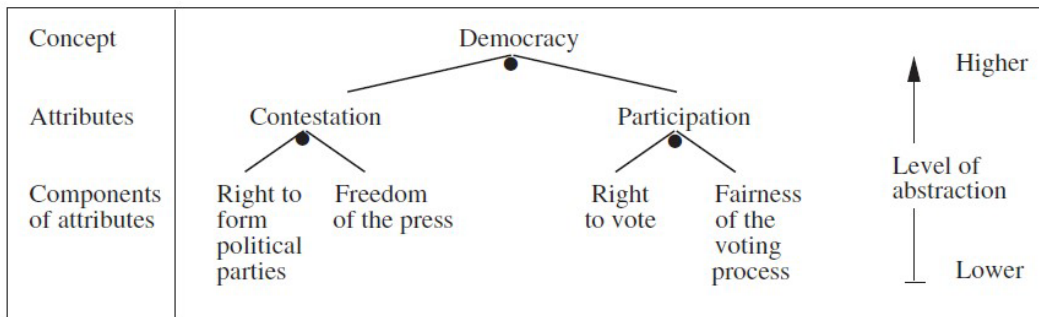 Concept
Democracy
Higher
Attributes
Contestation
Participation
Level of
abstraction
Components
of attributes
Right to
form
political
parties
Freedom
of the press
Right
to vote
Fairness
of the
voting
process
Lower